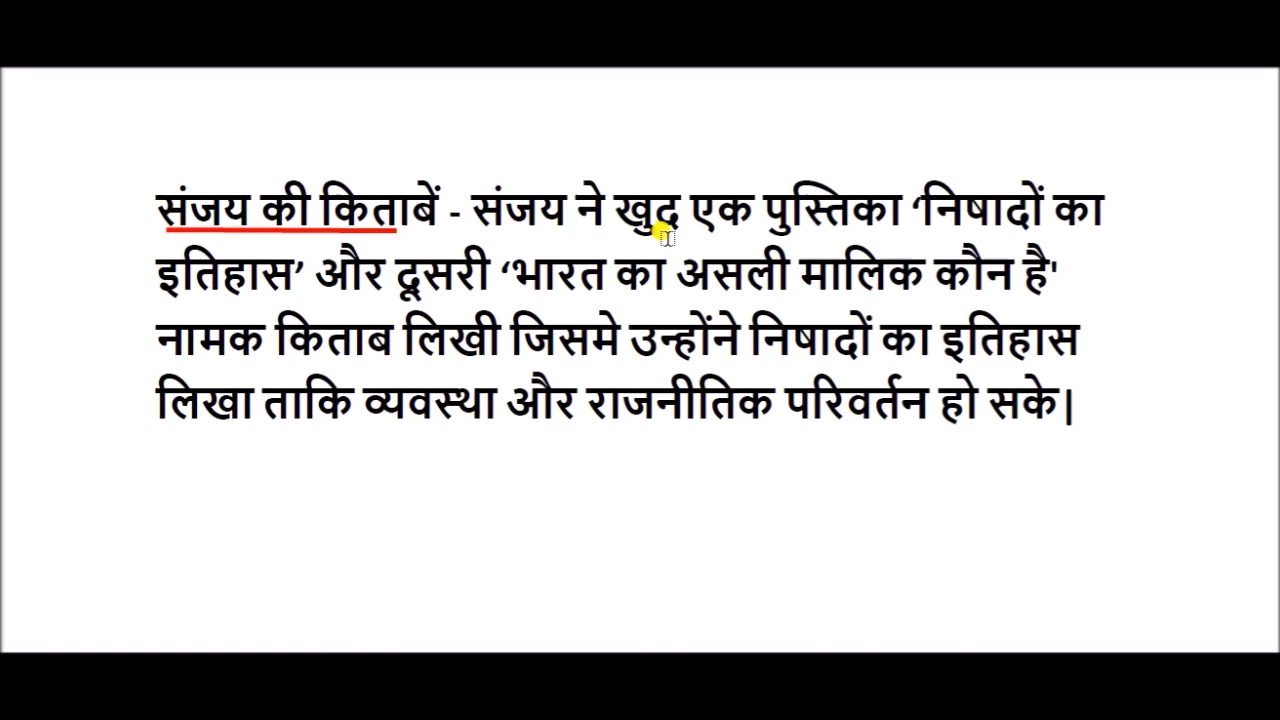 संजय की किताबें - संजय ने खुद एक पुस्तिका ‘निषादों का
इतिहास’ और दूसरी ‘भारत का असली मालिक कौन है'
नामक किताब लिखी जिसमे उन्होंने निषादों का इतिहास
लिखा ताकि व्यवस्था और राजनीतिक परिवर्तन हो सके|